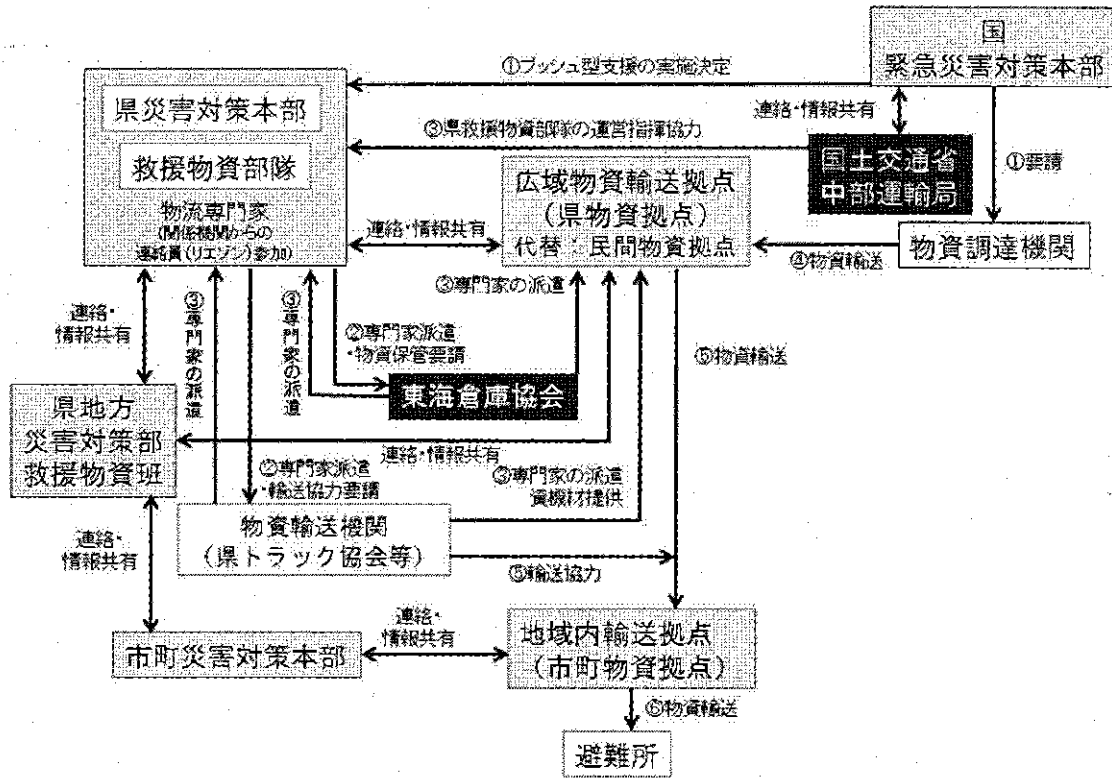 国
緊急災害対策本部
①プッシュ型支援の実施決定
県災害対策本部
連絡・情報共有
③県救援物資部隊の運営指揮協力
国土交通省
中部運輸局
①要請
救援物資部隊
広域物資輸送拠点
（県物資拠点）
代替：民間物資拠点
物流専門家
（関係機関からの
連絡員（リエゾン）参加）
連絡・情報共有
物資調達機関
④物資輸送
③専門家の派遣
連絡・
情報共有
③専門家の派遣
③専門家の派遣
②専門家派遣
・物資保管要請
⑤物資輸送
東海倉庫協会
県地方
災害対策部
救援物資班
連絡・情報共有
②専門家派遣
・輸送協力要請
③専門家の派遣
資機材提供
連絡・
情報共有
物資輸送機関
（県トラック協会等）
⑤輸送協力
連絡・
情報共有
市町災害対策本部
地域内輸送拠点
（市町物資拠点）
⑥物資輸送
避難所